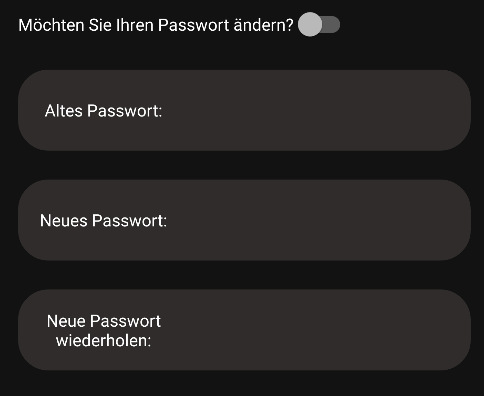 Möchten Sie Ihren Passwort ändern?
Altes Passwort:
Neues Passwort:
Neue Passwort
wiederholen: